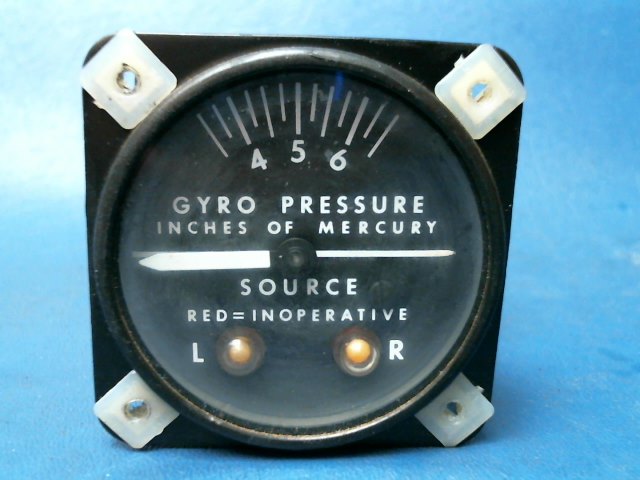 4 5 6
GYRO PRESSURE
INCHES OF MERCURY
SOURCE
RED=INOPERATIVE
L R